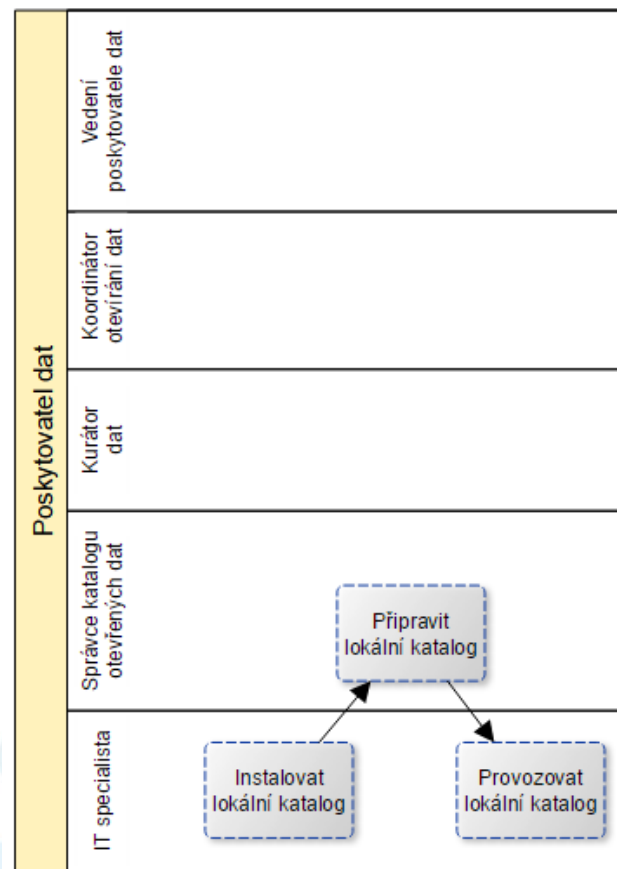 Poskytovatel dat
Vedení
poskytovatele dat
Koordinátor
otevírání dat
Kurátor
dat
Správce katalogu
otevřených dat
Připravit
lokální katalog
IT specialista
Instalovat
lokální katalog
Provozovat
lokální katalog